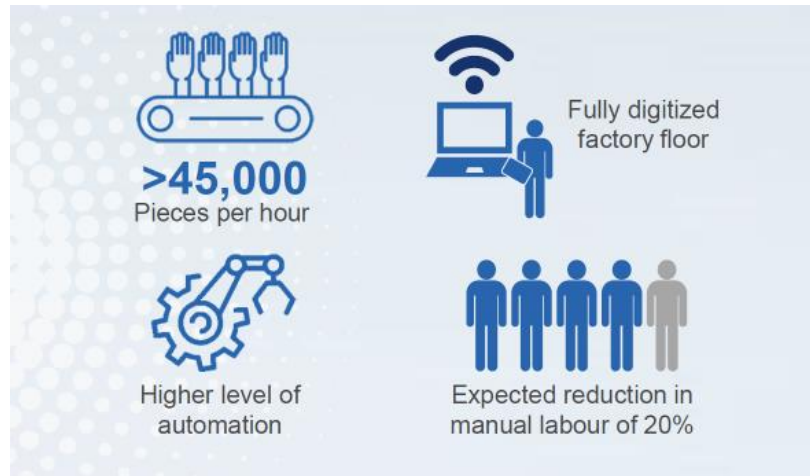 >45,000
Pieces per hour
Fully digitized
factory floor
Higher level of
automation
Expected reduction in
manual labour of 20%